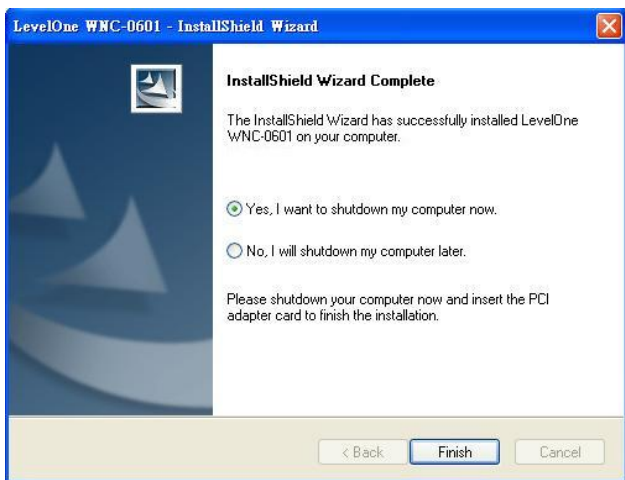 LevelOne WNC-0601 - InstallShield Wizard
InstallShield Wizard Complete
The InstallShield Wizard has successfully installed LevelOne
WNC-0601 on your computer.
Yes, I want to shutdown my computer now.
No, I will shutdown my computer later.
Please shutdown your computer now and insert the PCI
adapter card to finish the installation.
< Back
Finish
Cancel